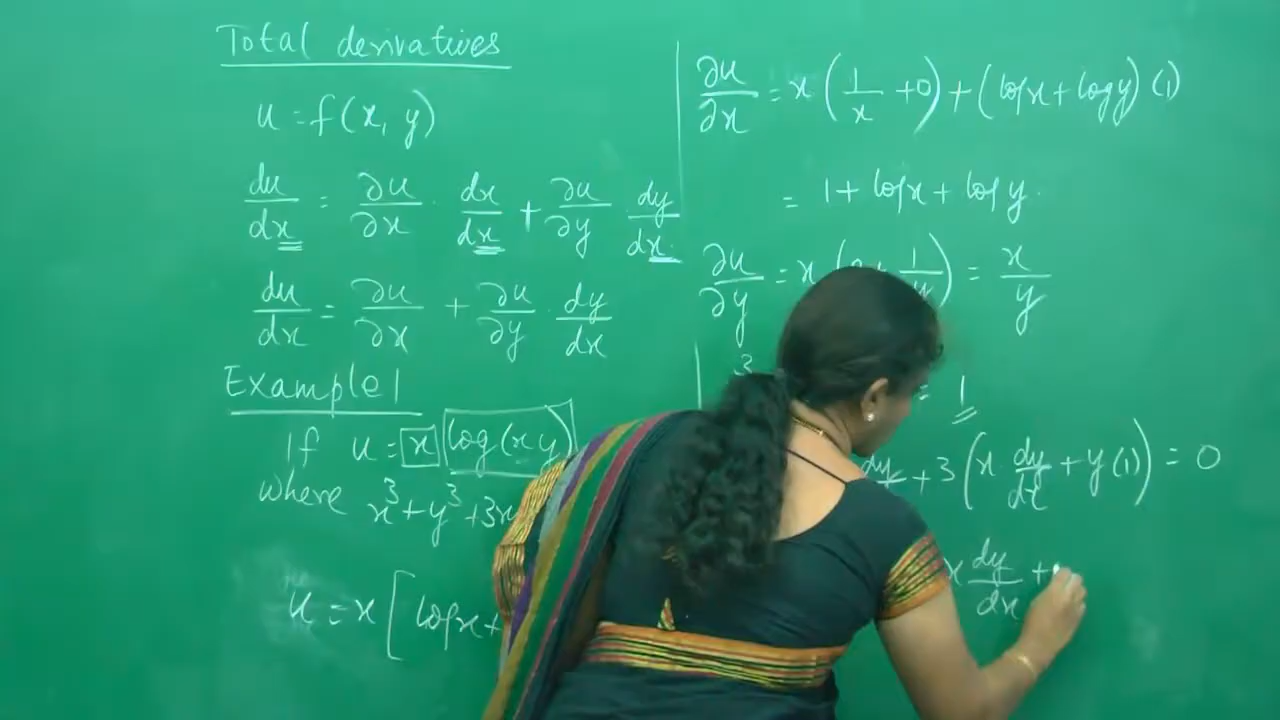 Total derivatives
u = f(x, y)
du/dx = ∂u/∂x · dx/dx + ∂u/∂y dy/dx
du/dx = ∂u/∂x + ∂u/∂y · dy/dx
Example 1
If u = x log(xy)
where x³ + y³ + 3x
u = x [ log x +
∂u/∂x = x (1/x + 0) + (log x + log y) (1)
= 1 + log x + log y.
∂u/∂y = x ( 1/y ) = x/y
3 = 1
dy + 3 (x · dy/dx + y (1)) = 0
x dy/dx +